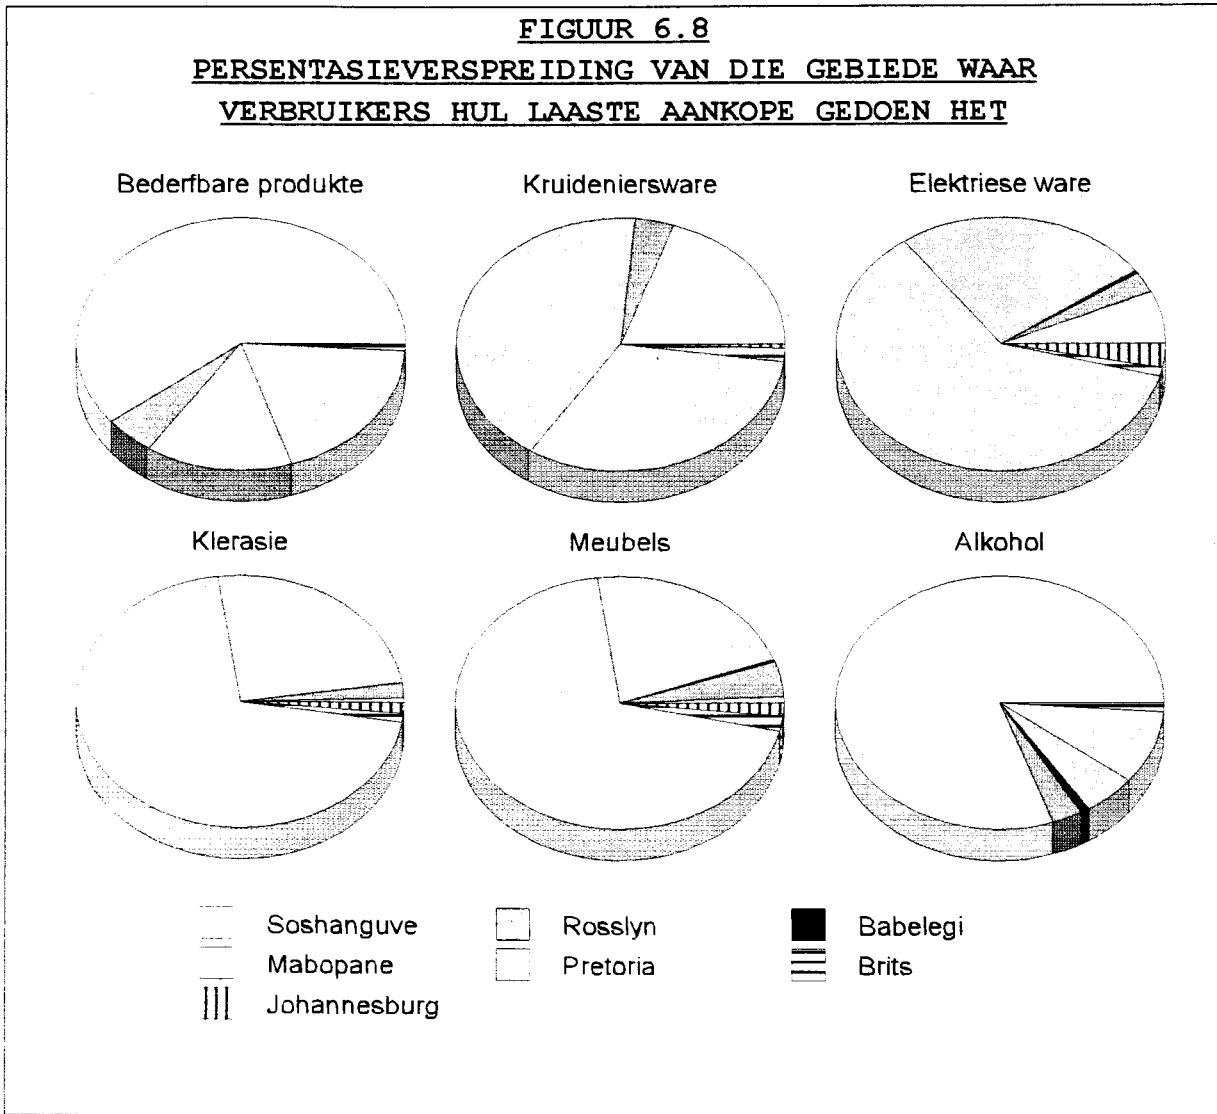 FIGUUR 6.8
PERSENTASIEVERSPREIDING VAN DIE GEBIEDE WAAR
VERBRUIKERS HUL LAASTE AANKOPE GEDOEN HET
Bederfbare produkte
Kruideniersware
Elektriese ware
Klerasie
Meubels
Alkohol
Soshanguve
Rosslyn
Babelegi
Mabopane
Pretoria
Brits
Johannesburg